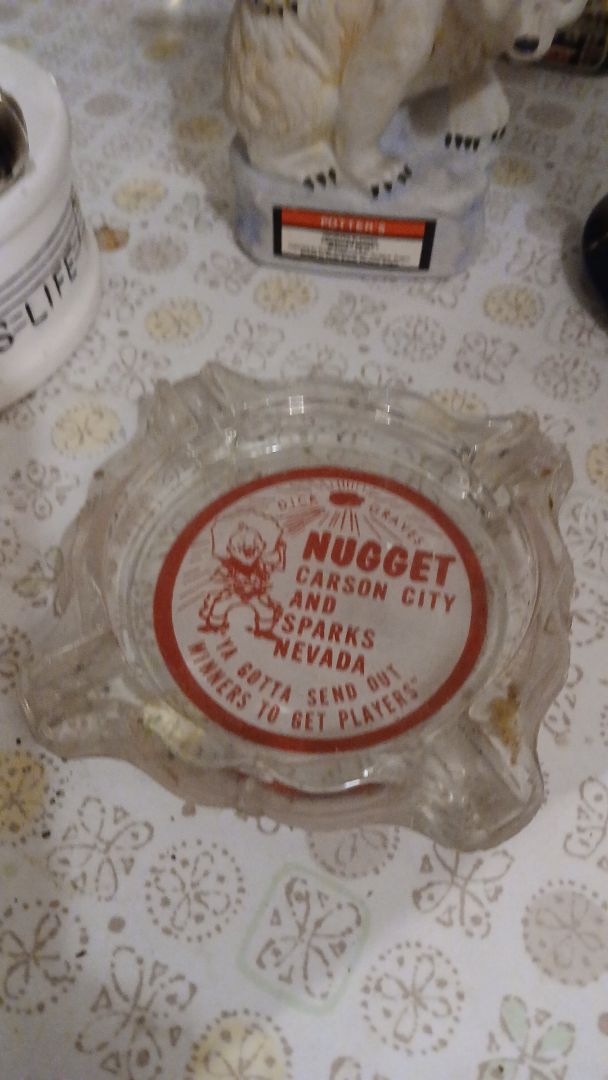 POTTER'S
S LIFE
DICK GRAVES
NUGGET
CARSON CITY
AND
SPARKS
NEVADA
"YA GOTTA SEND OUT
WINNERS TO GET PLAYERS"